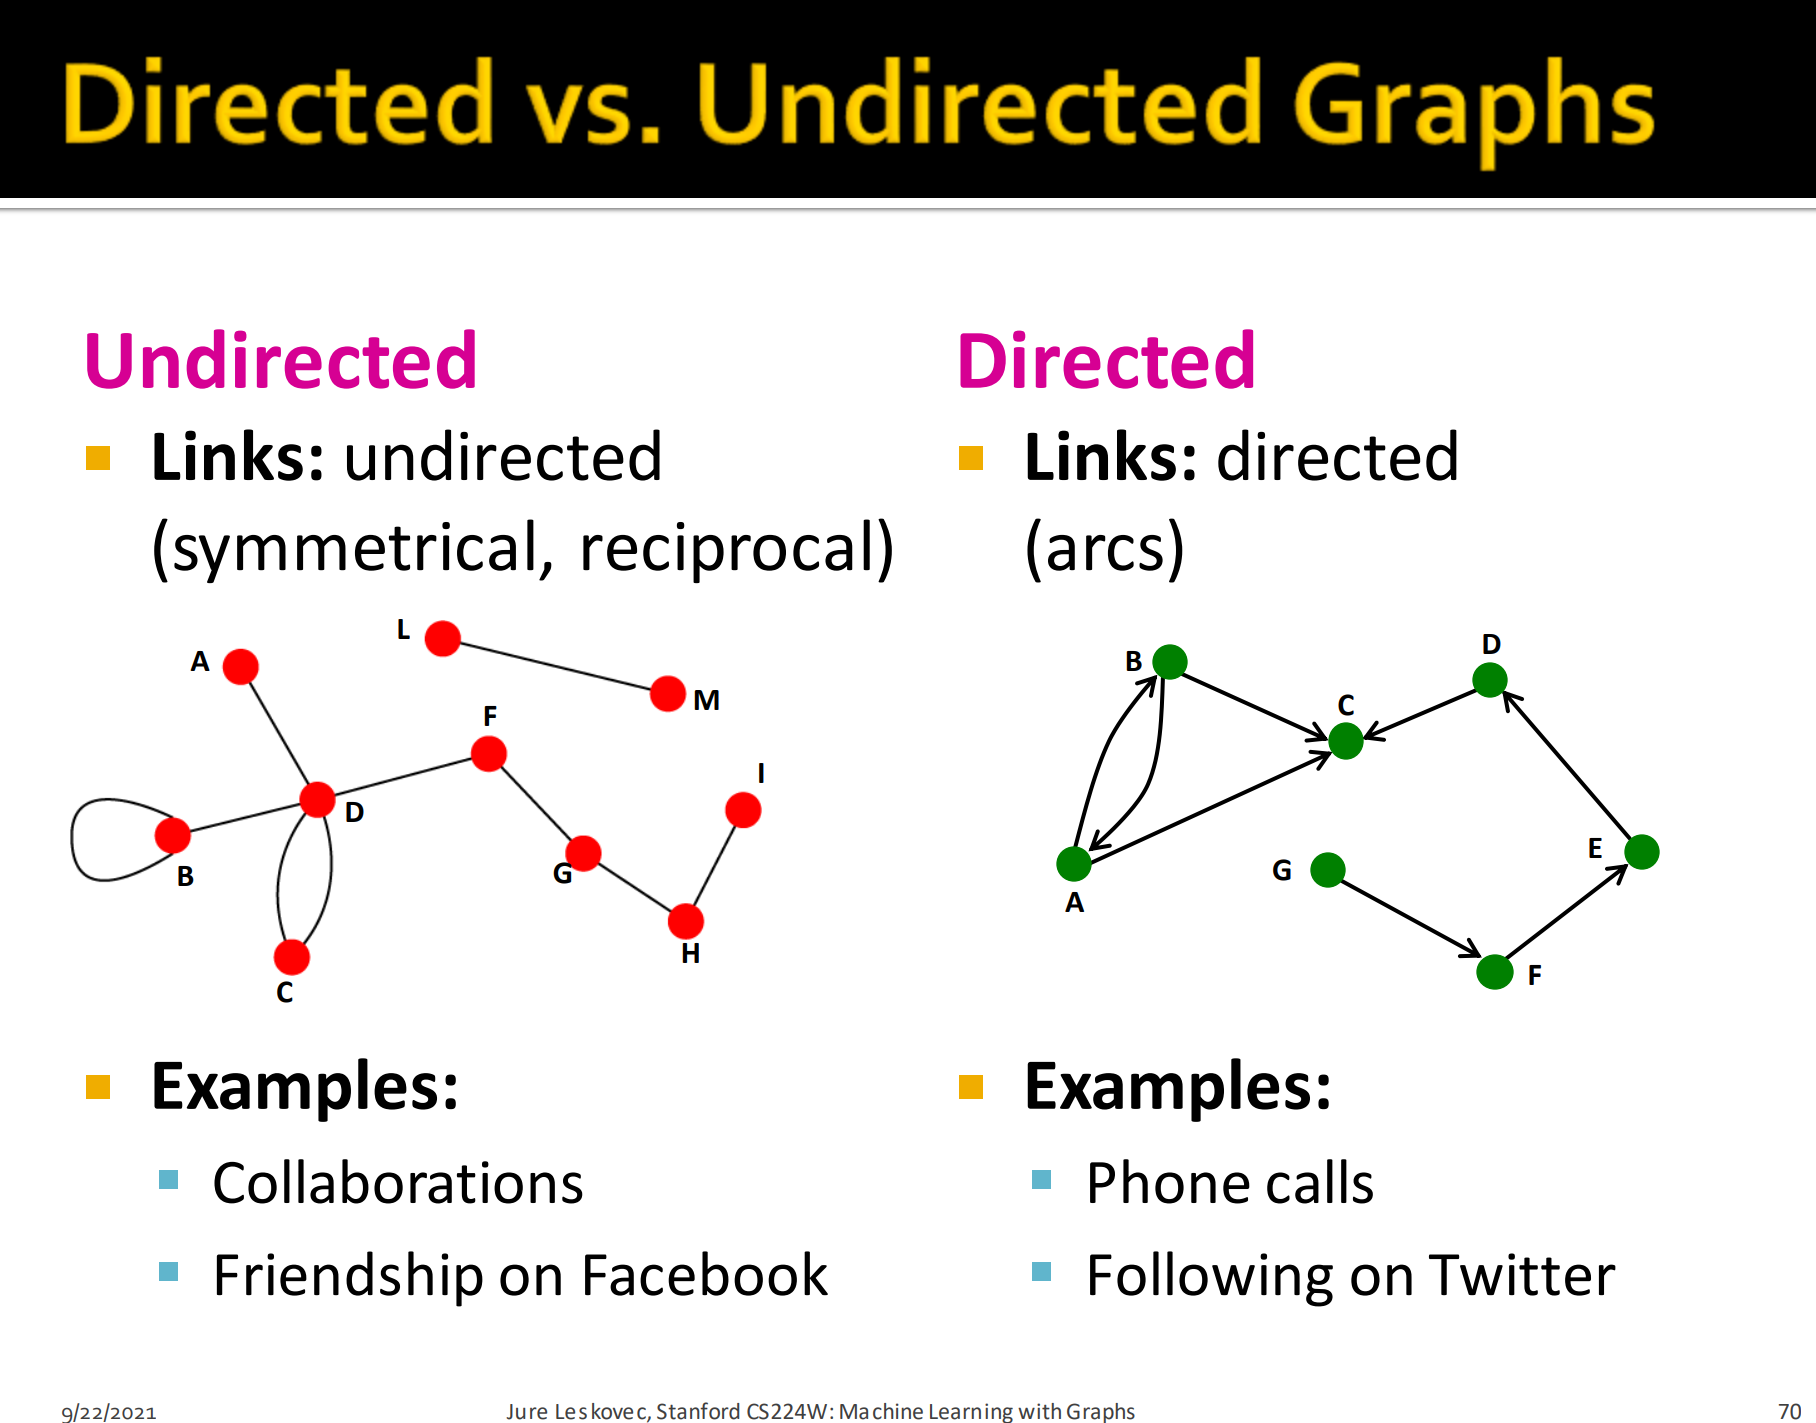 Directed vs. Undirected Graphs
Undirected
Links: undirected
(symmetrical, reciprocal)
A
L
M
F
I
D
B
G
H
C
Examples:
Collaborations
Friendship on Facebook
Directed
Links: directed
(arcs)
B
D
C
E
G
A
F
Examples:
Phone calls
Following on Twitter
9/22/2021
Jure Leskovec, Stanford CS224W: Machine Learning with Graphs
70